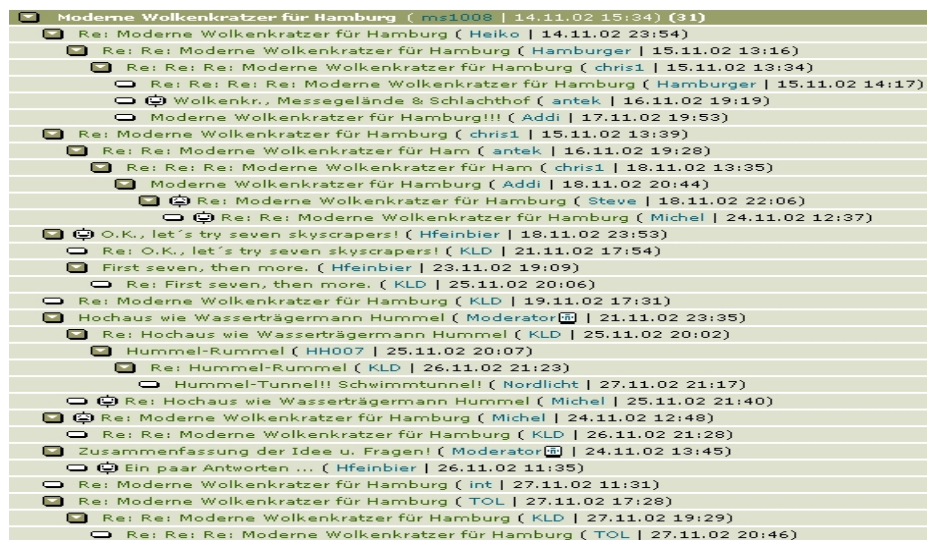 Moderne Wolkenkratzer für Hamburg ( ms1008 | 14.11.02 15:34) (31)
Re: Moderne Wolkenkratzer für Hamburg ( Heiko | 14.11.02 23:54)
Re: Re: Moderne Wolkenkratzer für Hamburg ( Hamburger | 15.11.02 13:16)
Re: Re: Re: Moderne Wolkenkratzer für Hamburg ( chris1 | 15.11.02 13:34)
Re: Re: Re: Re: Moderne Wolkenkratzer für Hamburg ( Hamburger | 15.11.02 14:17)
Wolkenkr., Messegelände & Schlachthof ( antek | 16.11.02 19:19)
Moderne Wolkenkratzer für Hamburg!!! ( Addi | 17.11.02 19:53)
Re: Moderne Wolkenkratzer für Hamburg ( chris1 | 15.11.02 13:39)
Re: Re: Moderne Wolkenkratzer für Ham ( antek | 16.11.02 19:28)
Re: Re: Re: Moderne Wolkenkratzer für Ham ( chris1 | 18.11.02 13:35)
Moderne Wolkenkratzer für Hamburg ( Addi | 18.11.02 20:44)
Re: Moderne Wolkenkratzer für Hamburg ( Steve | 18.11.02 22:06)
Re: Re: Moderne Wolkenkratzer für Hamburg ( Michel | 24.11.02 12:37)
O.K., let´s try seven skyscrapers! ( Hfeinbier | 18.11.02 23:53)
Re: O.K., let´s try seven skyscrapers! ( KLD | 21.11.02 17:54)
First seven, then more. ( Hfeinbier | 23.11.02 19:09)
Re: First seven, then more. ( KLD | 25.11.02 20:06)
Re: Moderne Wolkenkratzer für Hamburg ( KLD | 19.11.02 17:31)
Hochaus wie Wasserträgermann Hummel ( Moderator | 21.11.02 23:35)
Re: Hochaus wie Wasserträgermann Hummel ( KLD | 25.11.02 20:02)
Hummel-Rummel ( HH007 | 25.11.02 20:07)
Re: Hummel-Rummel ( KLD | 26.11.02 21:23)
Hummel-Tunnel!! Schwimmtunnel! ( Nordlicht | 27.11.02 21:17)
Re: Hochaus wie Wasserträgermann Hummel ( Michel | 25.11.02 21:40)
Re: Moderne Wolkenkratzer für Hamburg ( Michel | 24.11.02 12:48)
Re: Re: Moderne Wolkenkratzer für Hamburg ( KLD | 26.11.02 21:28)
Zusammenfassung der Idee u. Fragen! ( Moderator | 24.11.02 13:45)
Ein paar Antworten ... ( Hfeinbier | 26.11.02 11:35)
Re: Moderne Wolkenkratzer für Hamburg ( int | 27.11.02 11:31)
Re: Moderne Wolkenkratzer für Hamburg ( TOL | 27.11.02 17:28)
Re: Re: Moderne Wolkenkratzer für Hamburg ( KLD | 27.11.02 19:29)
Re: Re: Re: Moderne Wolkenkratzer für Hamburg ( TOL | 27.11.02 20:46)